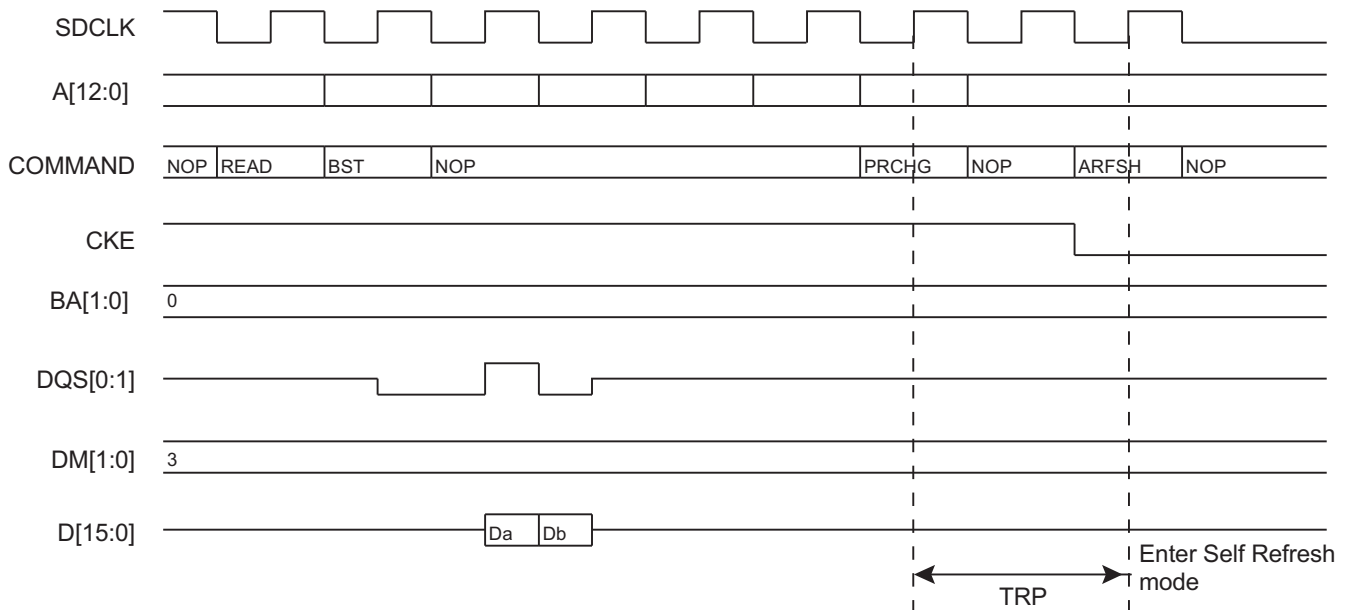 SDCLK
A[12:0]
COMMAND NOP READ BST NOP PRCHG NOP ARFSH NOP
CKE
BA[1:0] 0
DQS[0:1]
DM[1:0] 3
D[15:0] Da Db
Enter Self Refresh
mode
TRP